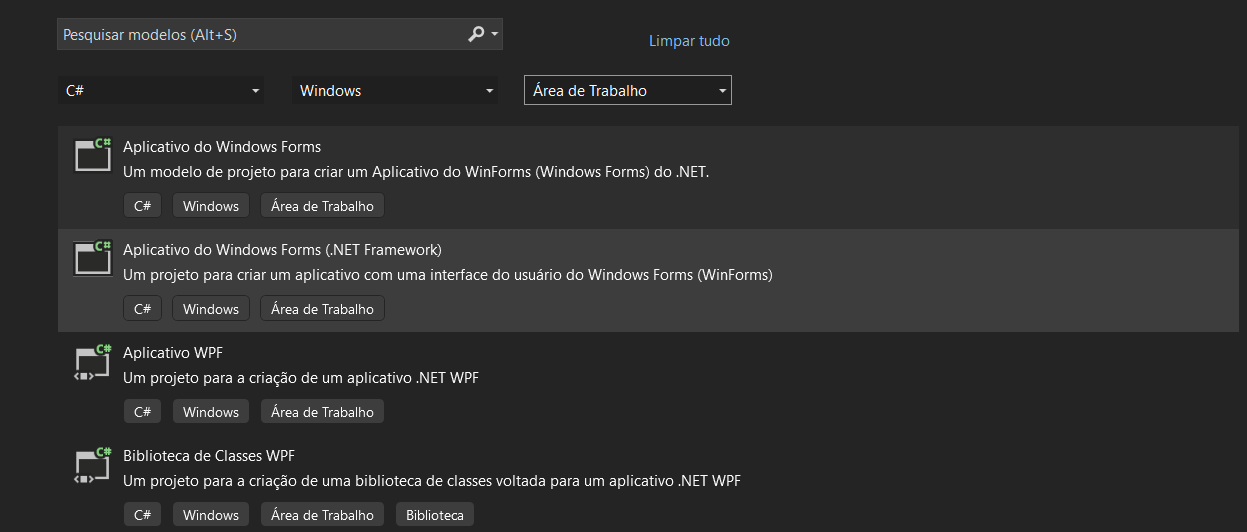 Pesquisar modelos (Alt+S)
Limpar tudo
C# Windows Área de Trabalho
C#
Aplicativo do Windows Forms
Um modelo de projeto para criar um Aplicativo do WinForms (Windows Forms) do .NET.
C# Windows Área de Trabalho
C#
Aplicativo do Windows Forms (.NET Framework)
Um projeto para criar um aplicativo com uma interface do usuário do Windows Forms (WinForms)
C# Windows Área de Trabalho
C#
Aplicativo WPF
Um projeto para a criação de um aplicativo .NET WPF
C# Windows Área de Trabalho
C#
Biblioteca de Classes WPF
Um projeto para a criação de uma biblioteca de classes voltada para um aplicativo .NET WPF
C# Windows Área de Trabalho Biblioteca